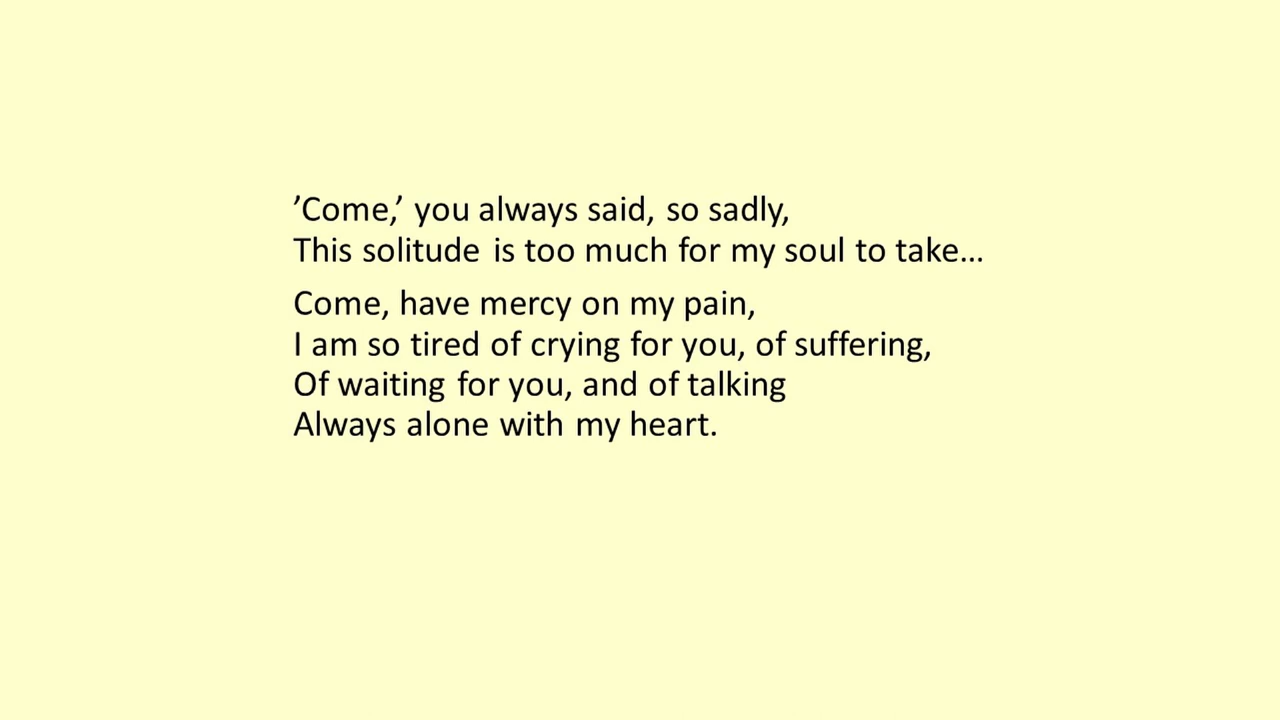 ’Come,’ you always said, so sadly,
This solitude is too much for my soul to take…
Come, have mercy on my pain,
I am so tired of crying for you, of suffering,
Of waiting for you, and of talking
Always alone with my heart.